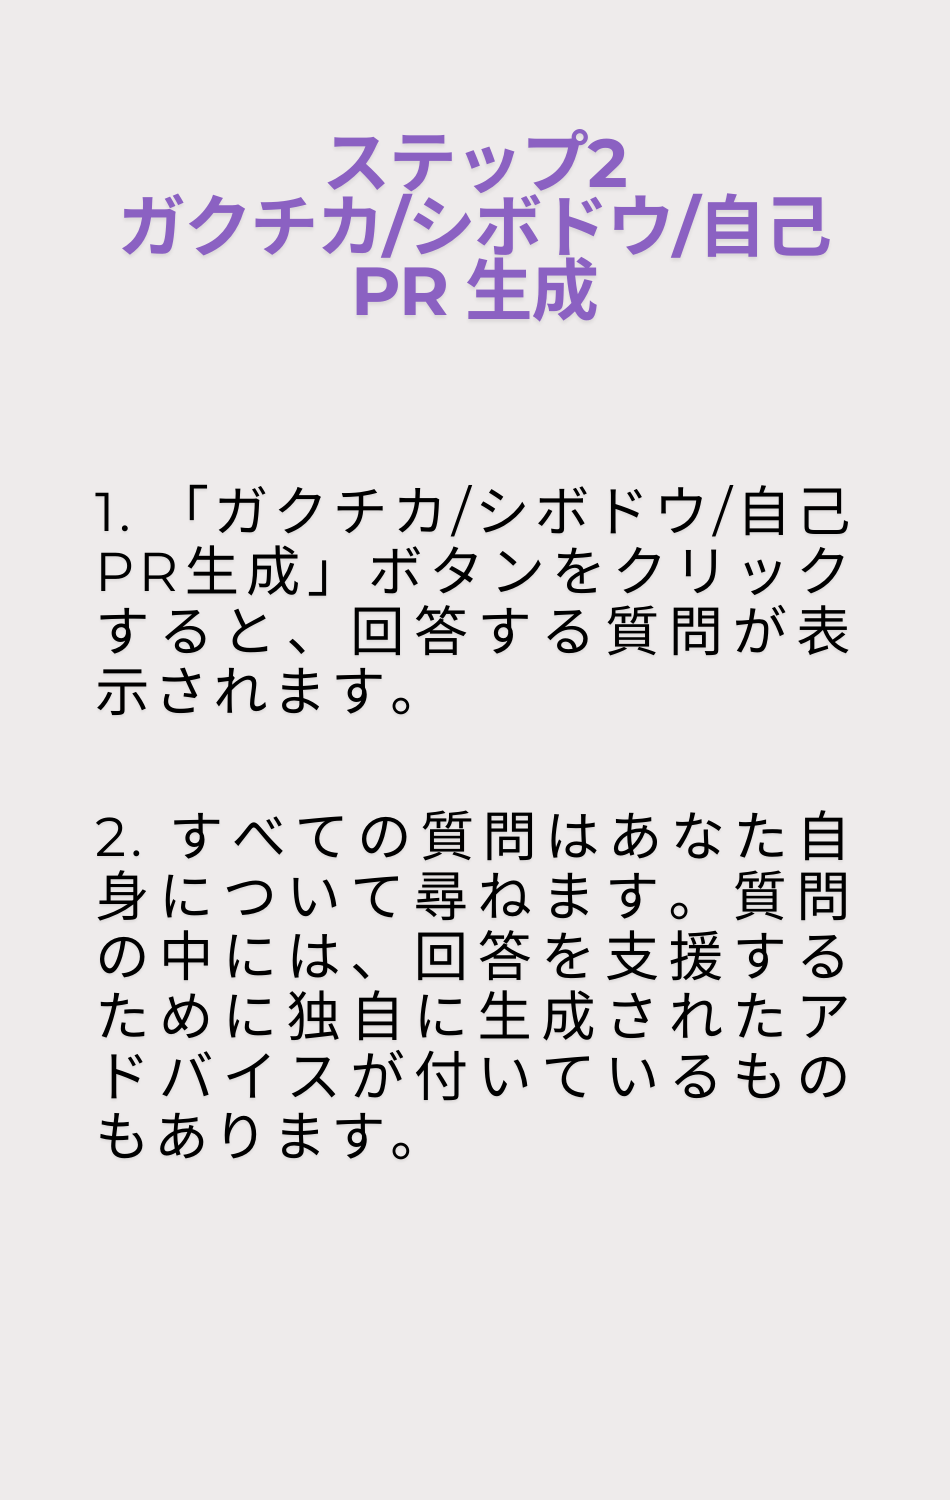 ステップ2
ガクチカ/シボドウ/自己
PR 生成
1. 「ガクチカ/シボドウ/自己
PR生成」ボタンをクリック
すると、回答する質問が表
示されます。
2. すべての質問はあなた自
身について尋ねます。質問
の中には、回答を支援する
ために独自に生成されたア
ドバイスが付いているもの
もあります。